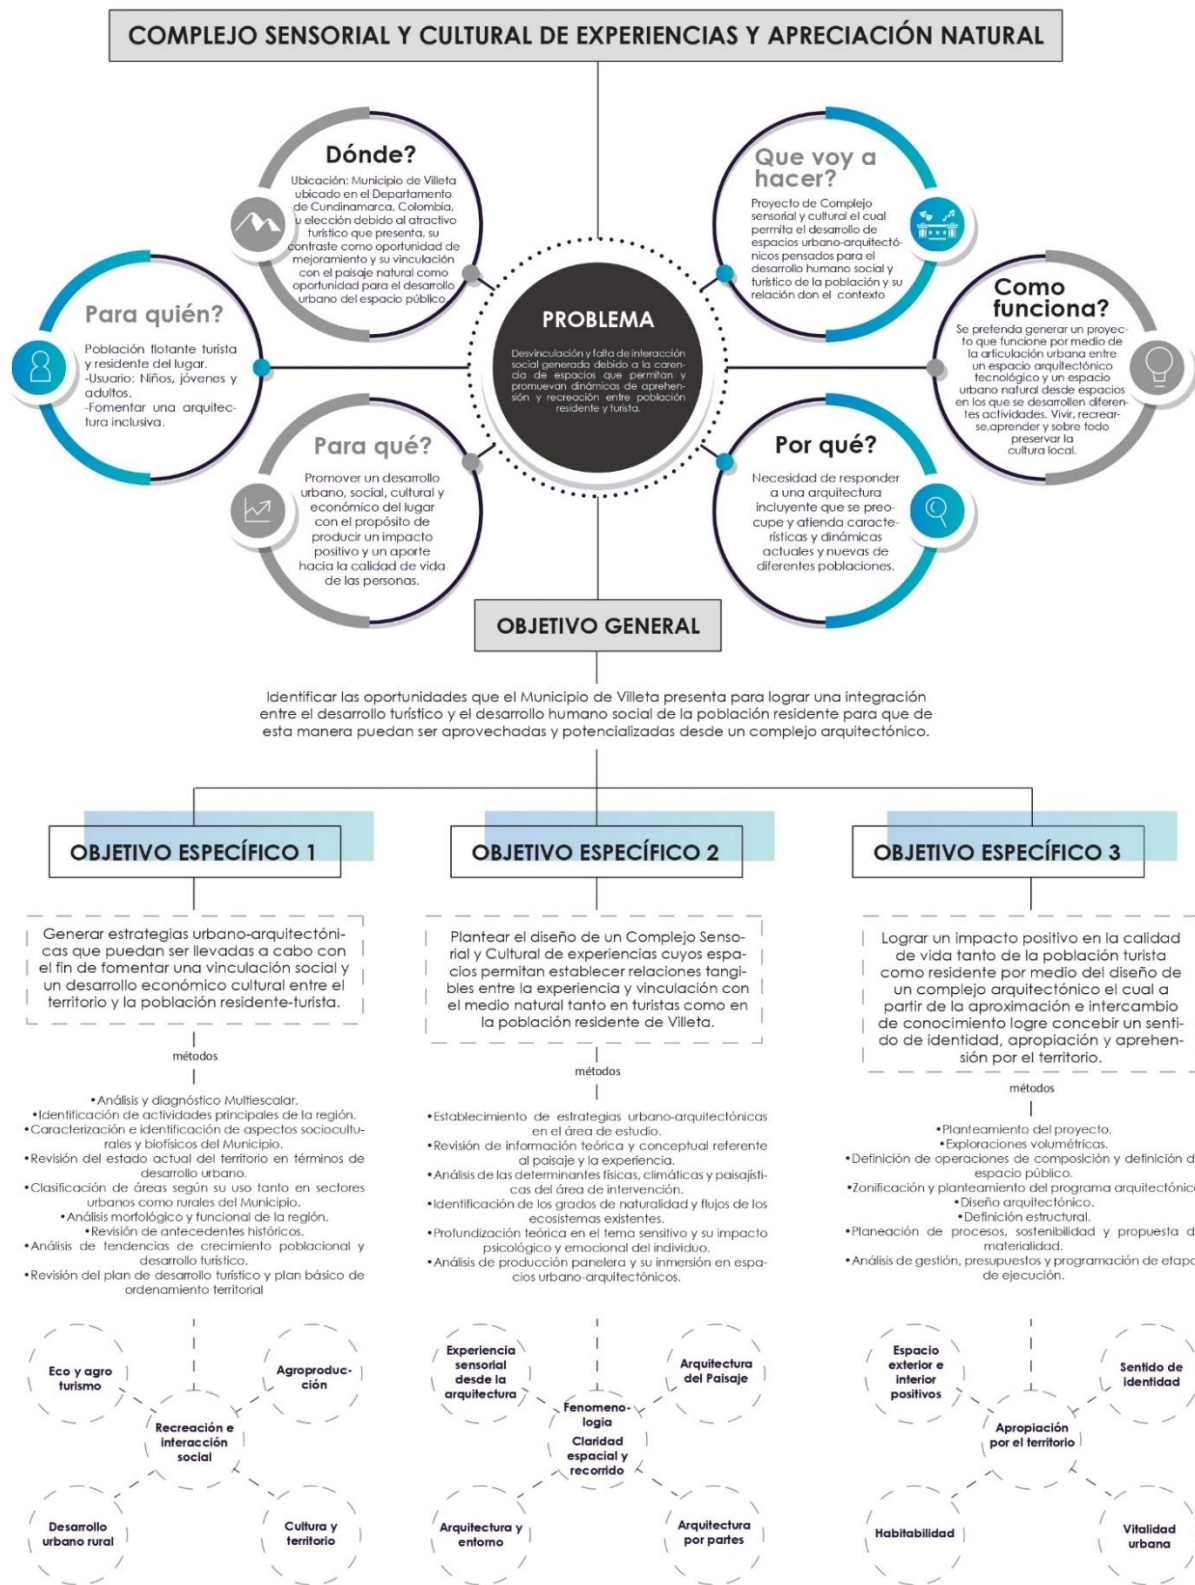 COMPLEJO SENSORIAL Y CULTURAL DE EXPERIENCIAS Y APRECIACIÓN NATURAL
Dónde?
Ubicación: Municipio de Villeta
ubicado en el Departamento
de Cundinamarca, Colombia,
u elección debido al atractivo
turístico que presenta, su
contraste como oportunidad de
mejoramiento y su vinculación
con el paisaje natural como
oportunidad para el desarrollo
urbano del espacio público
Que voy a
hacer?
Proyecto de Complejo
sensorial y cultural el cual
permita el desarrollo de
espacios urbano-arquitectó-
nicos pensados para el
desarrollo humano social y
turístico de la población y su
relación don el contexto
Para quién?
Población flotante turísta
y residente del lugar.
-Usuario: Niños, jóvenes y
adultos.
-Fomentar una arquitec-
tura inclusiva.
PROBLEMA
Desvinculación y falta de interacción
social generada debido a la caren-
cia de espacios que permitan y
promuevan dinámicas de aprehen-
sión y recreación entre población
residente y turista.
Como
funciona?
Se pretenda generar un proyec-
to que funcione por medio de
la articulación urbana entre
un espacio arquitectónico
tecnológico y un espacio
urbano natural desde espacios
en los que se desarrollen diferen-
tes actividades. Vivir, recrear-
se,aprender y sobre todo
preservar la
cultura local.
Para qué?
Promover un desarrollo
urbano, social, cultural y
económico del lugar
con el propósito de
producir un impacto
positivo y un aporte
hacia la calidad de vida
de las personas.
Por qué?
Necesidad de responder
a una arquitectura
incluyente que se preo-
cupe y atienda caracte-
rísticas y dinámicas
actuales y nuevas de
diferentes poblaciones.
OBJETIVO GENERAL
Identificar las oportunidades que el Municipio de Villeta presenta para lograr una integración
entre el desarrollo turístico y el desarrollo humano social de la población residente para que de
esta manera puedan ser aprovechadas y potencializadas desde un complejo arquitectónico.
OBJETIVO ESPECÍFICO 1
Generar estrategias urbano-arquitectóni-
cas que puedan ser llevadas a cabo con
el fin de fomentar una vinculación social y
un desarrollo económico cultural entre el
territorio y la población residente-turista.
métodos
•Análisis y diagnóstico Multiescalar.
•Identificación de actividades principales de la región.
•Caracterización e identificación de aspectos sociocultu-
rales y biofísicos del Municipio.
•Revisión del estado actual del territorio en términos de
desarrollo urbano.
•Clasificación de áreas según su uso tanto en sectores
urbanos como rurales del Municipio.
•Análisis morfológico y funcional de la región.
•Revisión de antecedentes históricos.
•Análisis de tendencias de crecimiento poblacional y
desarrollo turístico.
•Revisión del plan de desarrollo turístico y plan básico de
ordenamiento territorial
Eco y agro
turismo
Agroproduc-
ción
Recreación e
interacción
social
Desarrollo
urbano rural
Cultura y
territorio
OBJETIVO ESPECÍFICO 2
Plantear el diseño de un Complejo Senso-
rial y Cultural de experiencias cuyos espa-
cios permitan establecer relaciones tangi-
bles entre la experiencia y vinculación con
el medio natural tanto en turistas como en
la población residente de Villeta.
métodos
•Establecimiento de estrategias urbano-arquitectónicas
en el área de estudio.
•Revisión de información teórica y conceptual referente
al paisaje y la experiencia.
•Análisis de las determinantes físicas, climáticas y paisajísti-
cas del área de intervención.
•Identificación de los grados de naturalidad y flujos de los
ecosistemas existentes.
•Profundización teórica en el tema sensitivo y su impacto
psicológico y emocional del individuo.
•Análisis de producción panelera y su inmersión en espa-
cios urbano-arquitectónicos.
Experiencia
sensorial
desde la
arquitectura
Arquitectura
del Paisaje
Fenomeno-
logia
Claridad
espacial y
recorrido
Arquitectura y
entorno
Arquitectura
por partes
OBJETIVO ESPECÍFICO 3
Lograr un impacto positivo en la calidad
de vida tanto de la población turista
como residente por medio del diseño de
un complejo arquitectónico el cual a
partir de la aproximación e intercambio
de conocimiento logre concebir un senti-
do de identidad, apropiación y aprehen-
sión por el territorio.
métodos
•Planteamiento del proyecto.
•Exploraciones volumétricas.
•Definición de operaciones de composición y definición d
espacio público.
•Zonificación y planteamiento del programa arquitectónic
•Diseño arquitectónico.
•Definición estructural.
•Planeación de procesos, sostenibilidad y propuesta d
materialidad.
•Análisis de gestión, presupuestos y programación de etapa
de ejecución.
Espacio
exterior e
interior
positivos
Sentido de
identidad
Apropiación
por el territorio
Habitabilidad
Vitalidad
urbana